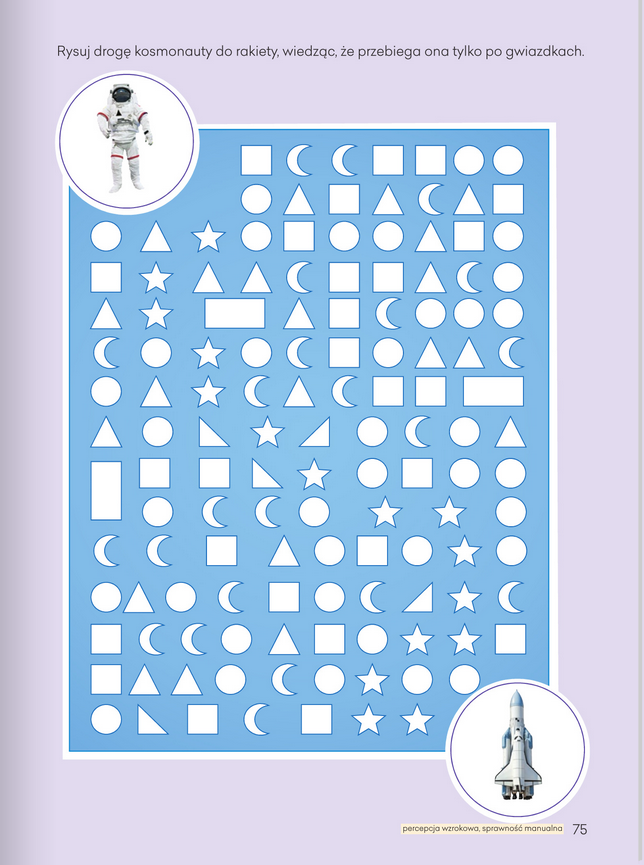 Rysuj drogę kosmonauty do rakiety, wiedząc, że przebiega ona tylko po gwiazdkach.
percepcja wzrokowa, sprawność manualna 75